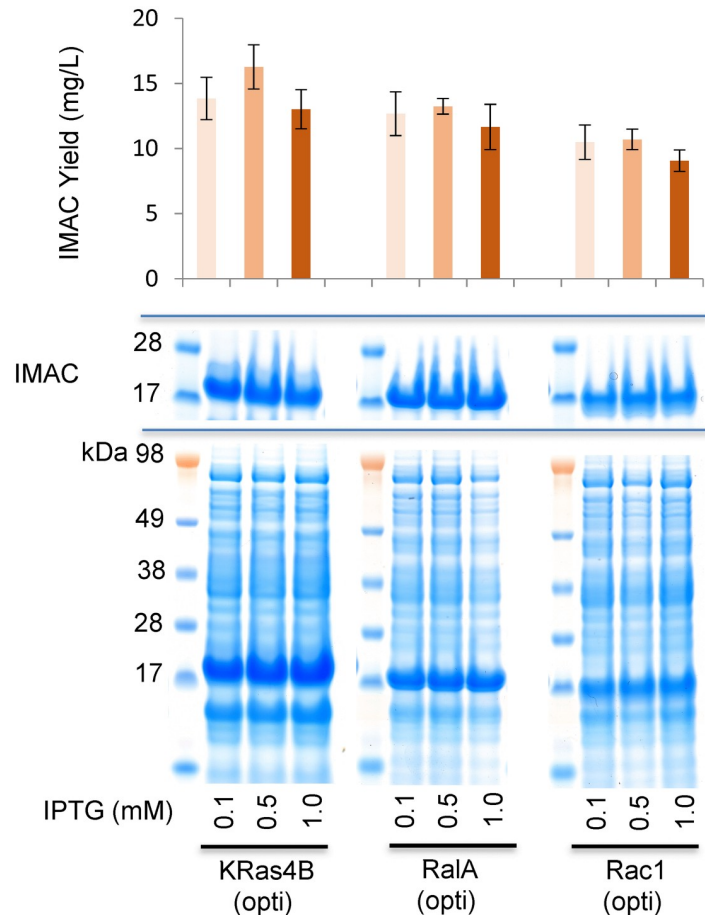 IMAC Yield (mg/L)
20
15
10
5
0
IMAC
28
17
kDa
98
49
38
28
17
IPTG (mM)
0.1 0.5 1.0 0.1 0.5 1.0 0.1 0.5 1.0
KRas4B RalA Rac1
(opti) (opti) (opti)